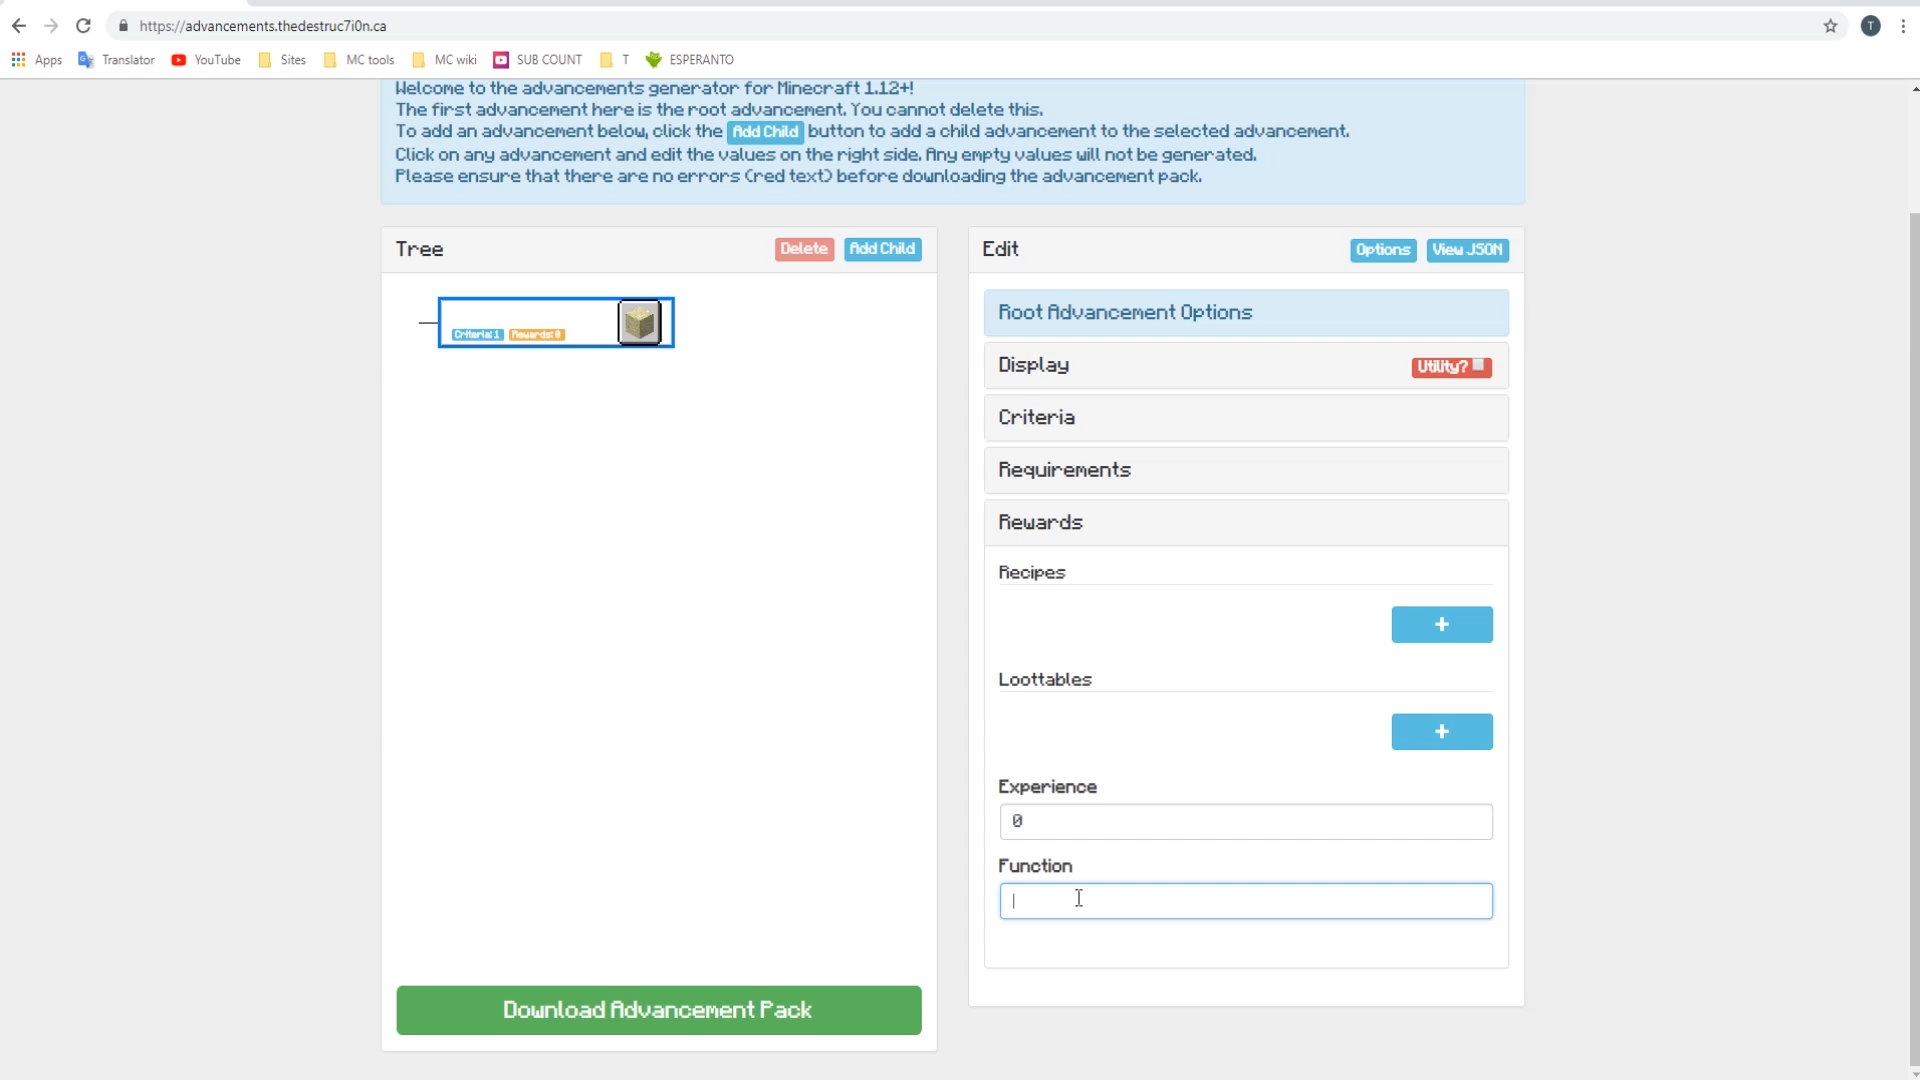 https://advancements.thedestruc7i0n.ca
T
Apps Translator YouTube Sites MC tools MC wiki SUB COUNT T ESPERANTO
Welcome to the advancements generator for Minecraft 1.12+!
The first advancement here is the root advancement. You cannot delete this.
To add an advancement below, click the Add Child button to add a child advancement to the selected advancement.
Click on any advancement and edit the values on the right side. Any empty values will not be generated.
Please ensure that there are no errors (red text) before downloading the advancement pack.
Tree Delete Add Child
Criteria: 1 Rewards: 0
Download Advancement Pack
Edit Options View JSON
Root Advancement Options
Display Utility?
Criteria
Requirements
Rewards
Recipes
+
Loottables
+
Experience
0
Function